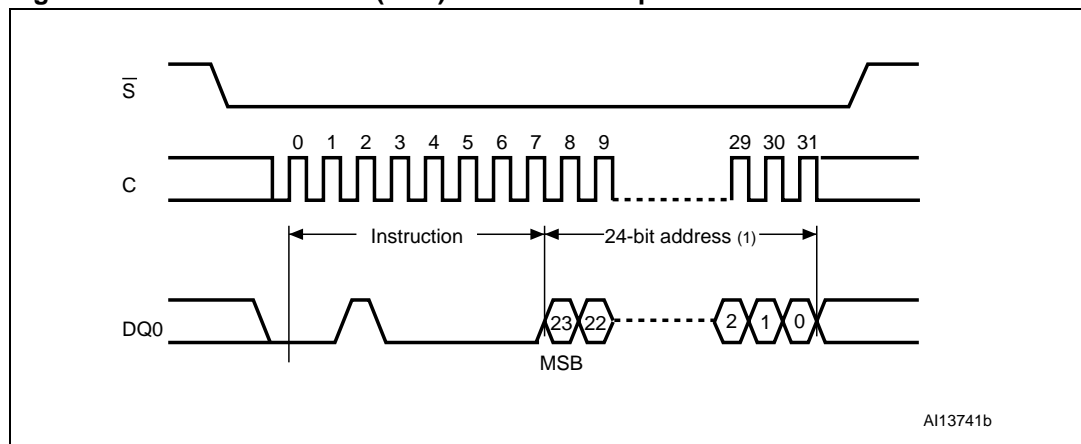 S̅
0 1 2 3 4 5 6 7 8 9 29 30 31
C
Instruction 24-bit address (1)
DQ0
23 22 2 1 0
MSB
AI13741b